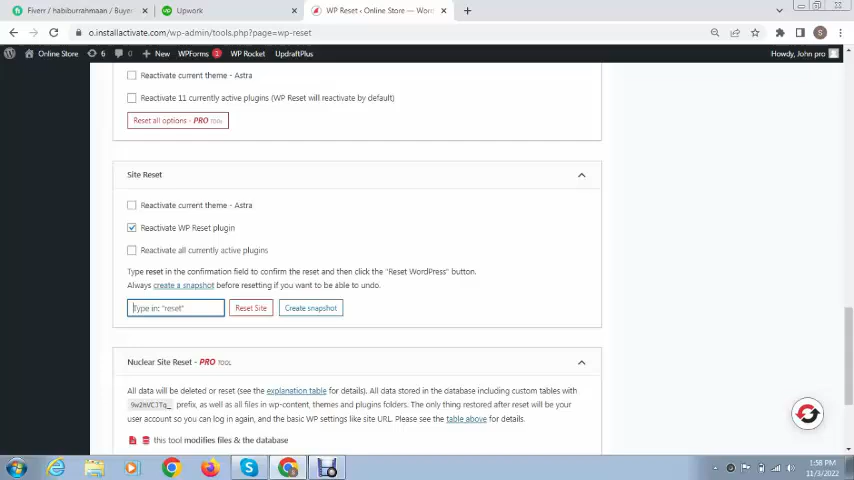 Fiverr / habiburrahmaan / Buyer
Upwork
WP Reset ‹ Online Store — Wor
o.installactivate.com/wp-admin/tools.php?page=wp-reset
Online Store 6 0 New WPForms 1 WP Rocket UpdraftPlus Howdy, John pro
Reactivate current theme - Astra
Reactivate 11 currently active plugins (WP Reset will reactivate by default)
Reset all options - PRO TOOL
Site Reset
Reactivate current theme - Astra
Reactivate WP Reset plugin
Reactivate all currently active plugins
Type reset in the confirmation field to confirm the reset and then click the "Reset WordPress" button.
Always create a snapshot before resetting if you want to be able to undo.
Type in: "reset" Reset Site Create snapshot
Nuclear Site Reset - PRO TOOL
All data will be deleted or reset (see the explanation table for details). All data stored in the database including custom tables with
9w2mVCJTq_ prefix, as well as all files in wp-content, themes and plugins folders. The only thing restored after reset will be your
user account so you can log in again, and the basic WP settings like site URL. Please see the table above for details.
this tool modifies files & the database
1:58 PM
11/3/2022